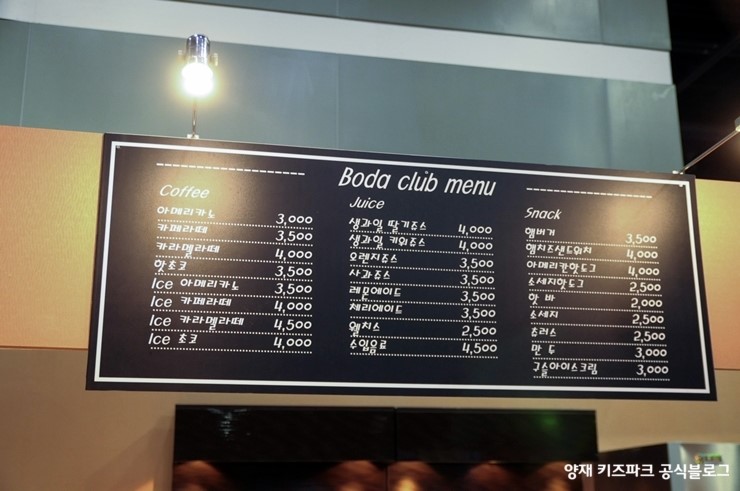 Boda club menu
Coffee
아메리카노 3,000
카페라떼 3,500
카라멜라떼 4,000
핫초코 3,500
Ice 아메리카노 3,500
Ice 카페라떼 4,000
Ice 카라멜라떼 4,500
Ice 초코 4,000
Juice
생과일 딸기쥬스 4,000
생과일 키위쥬스 4,000
오렌지쥬스 3,500
사과쥬스 3,500
레몬에이드 3,500
체리에이드 3,500
웰치스 2,500
수입음료 4,500
Snack
햄버거 3,500
햄치즈샌드위치 4,000
아메리칸핫도그 4,000
소세지핫도그 2,500
핫 바 2,000
소세지 2,500
츄러스 2,500
만 두 3,000
구슬아이스크림 3,000
양재 키즈파크 공식블로그